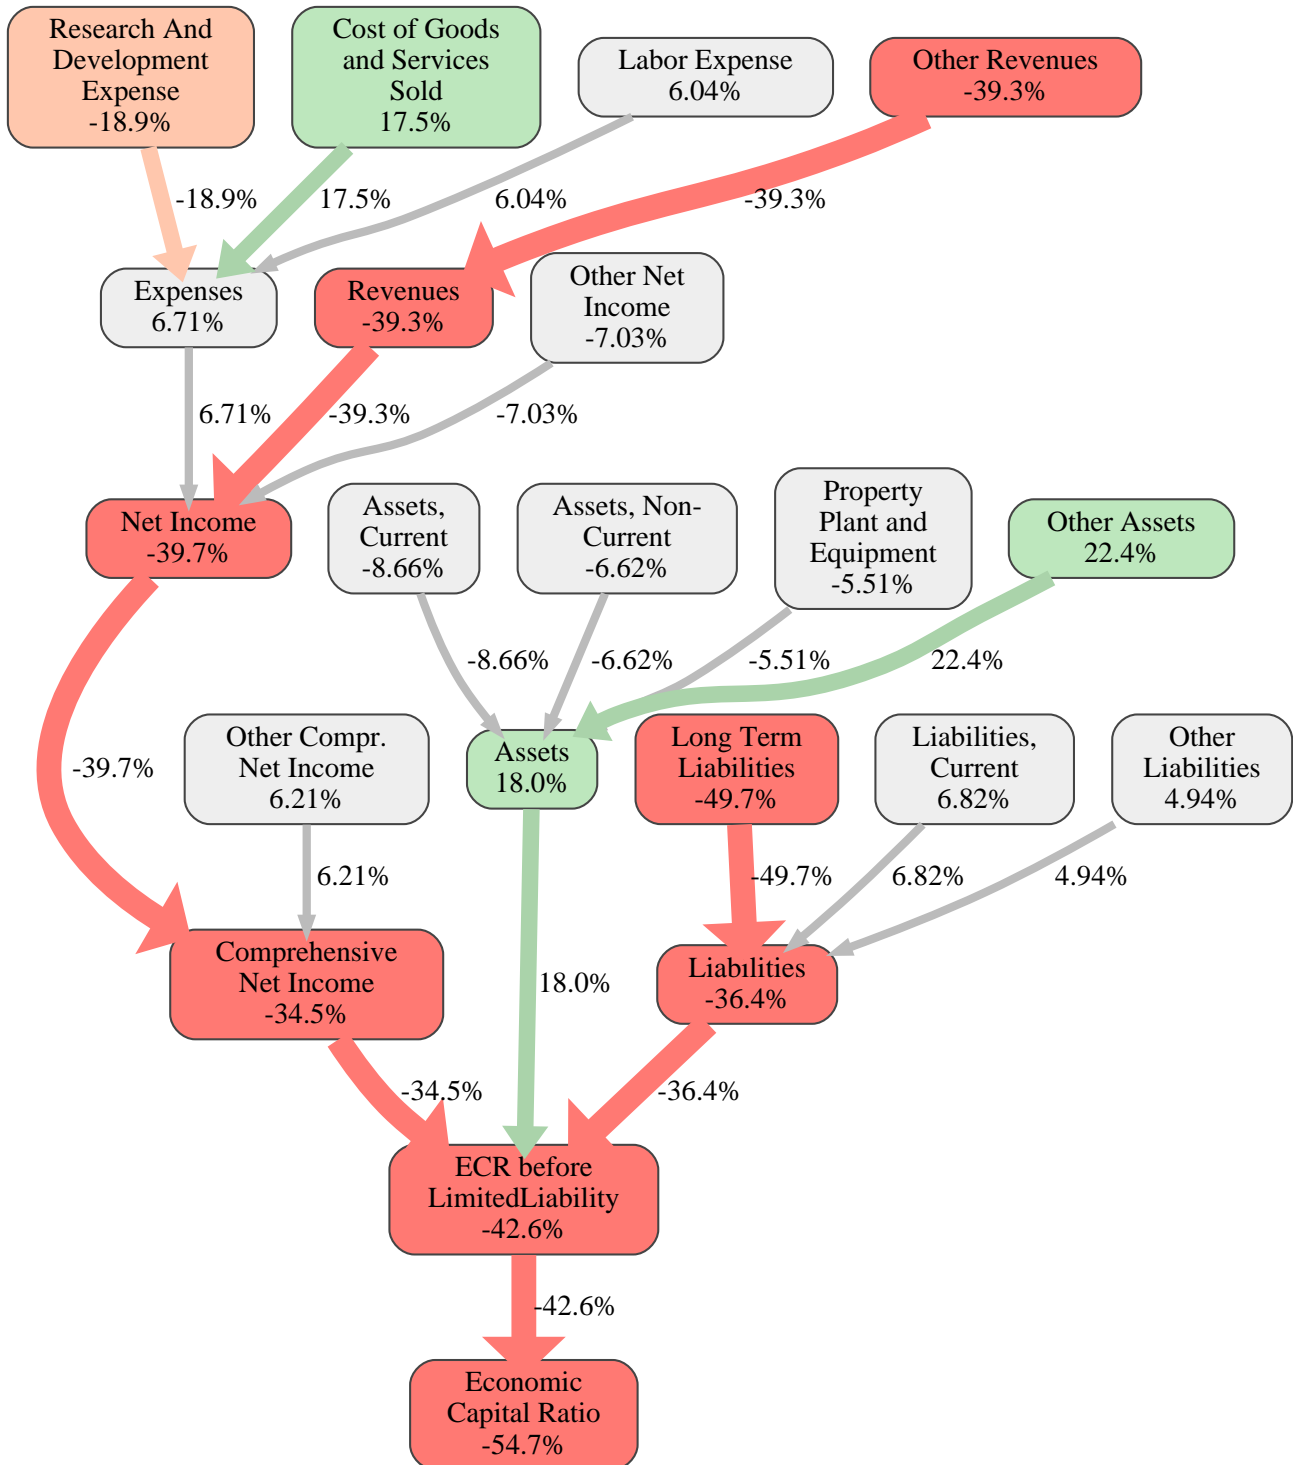 Research And
Development
Expense
-18.9%
Cost of Goods
and Services
Sold
17.5%
Labor Expense
6.04%
Other Revenues
-39.3%
-18.9%
17.5%
6.04%
-39.3%
Expenses
6.71%
Revenues
-39.3%
Other Net
Income
-7.03%
6.71%
-39.3%
-7.03%
Net Income
-39.7%
Assets,
Current
-8.66%
Assets, Non-
Current
-6.62%
Property
Plant and
Equipment
-5.51%
Other Assets
22.4%
-8.66%
-6.62%
-5.51%
22.4%
-39.7%
Other Compr.
Net Income
6.21%
Assets
18.0%
Long Term
Liabilities
-49.7%
Liabilities,
Current
6.82%
Other
Liabilities
4.94%
6.21%
-49.7%
6.82%
4.94%
Comprehensive
Net Income
-34.5%
18.0%
Liabilities
-36.4%
-34.5%
-36.4%
ECR before
LimitedLiability
-42.6%
-42.6%
Economic
Capital Ratio
-54.7%